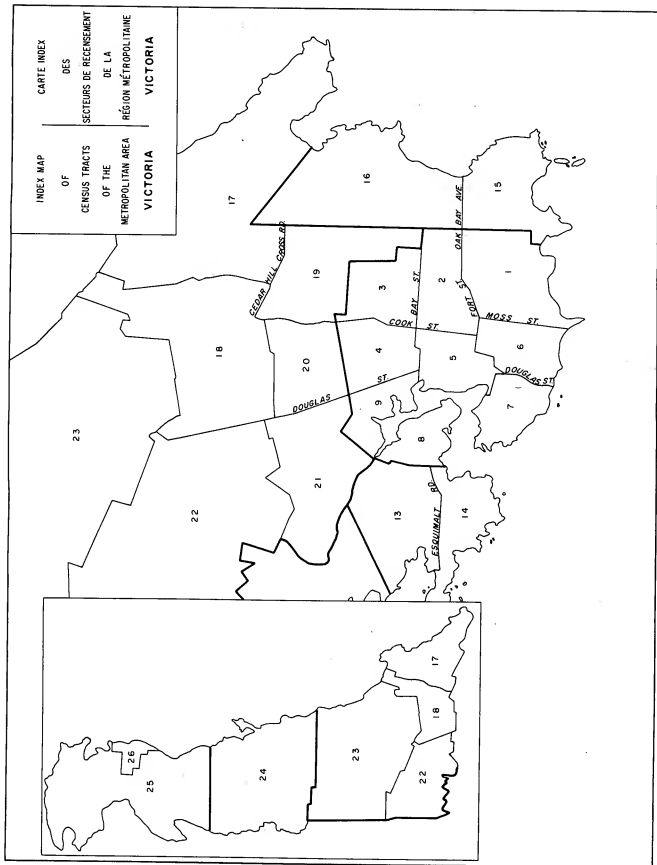 INDEX MAP
OF
CENSUS TRACTS
OF THE
METROPOLITAN AREA
VICTORIA
CARTE INDEX
DES
SECTEURS DE RECENSEMENT
DE LA
RÉGION MÉTROPOLITAINE
VICTORIA
23
17
18
CEDAR HILL CROSS RD.
16
22
19
20
3
DOUGLAS ST.
4
BAY ST.
OAK BAY AVE
COOK ST
2
15
21
9
5
FORT ST.
1
MOSS ST.
8
6
DOUGLAS ST.
13
7
ESQUIMALT RD.
14
26
25
24
23
18
17
22